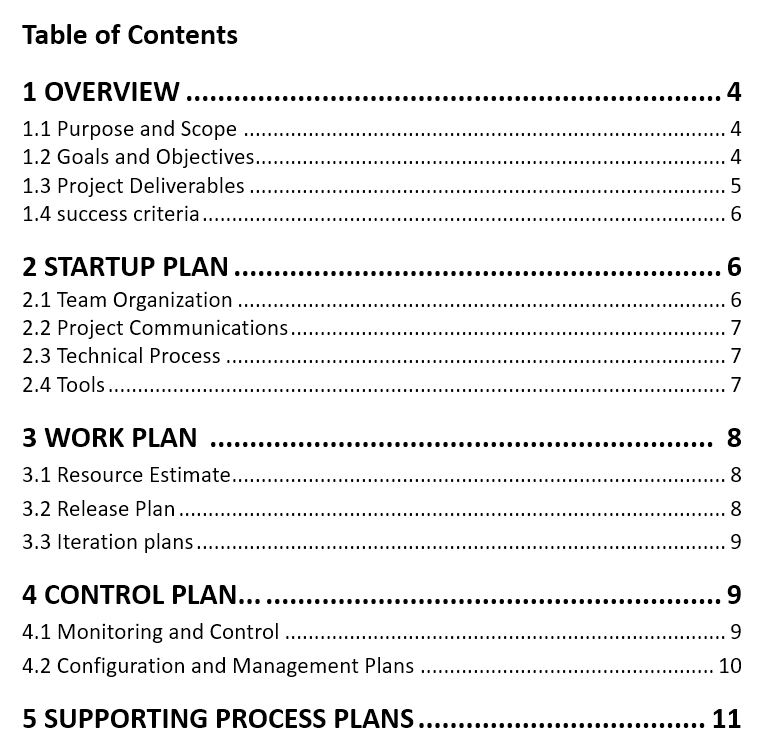 Table of Contents
1 OVERVIEW ........................................................................ 4
1.1 Purpose and Scope ................................................................................ 4
1.2 Goals and Objectives................................................................................ 4
1.3 Project Deliverables ................................................................................ 5
1.4 success criteria................................................................................ 6
2 STARTUP PLAN ................................................................ 6
2.1 Team Organization ................................................................................ 6
2.2 Project Communications................................................................................ 7
2.3 Technical Process ................................................................................ 7
2.4 Tools................................................................................ 7
3 WORK PLAN ................................................................ 8
3.1 Resource Estimate................................................................................ 8
3.2 Release Plan................................................................................ 8
3.3 Iteration plans................................................................................ 9
4 CONTROL PLAN... ............................................................ 9
4.1 Monitoring and Control ................................................................................ 9
4.2 Configuration and Management Plans .................................................. 10
5 SUPPORTING PROCESS PLANS.................................... 11